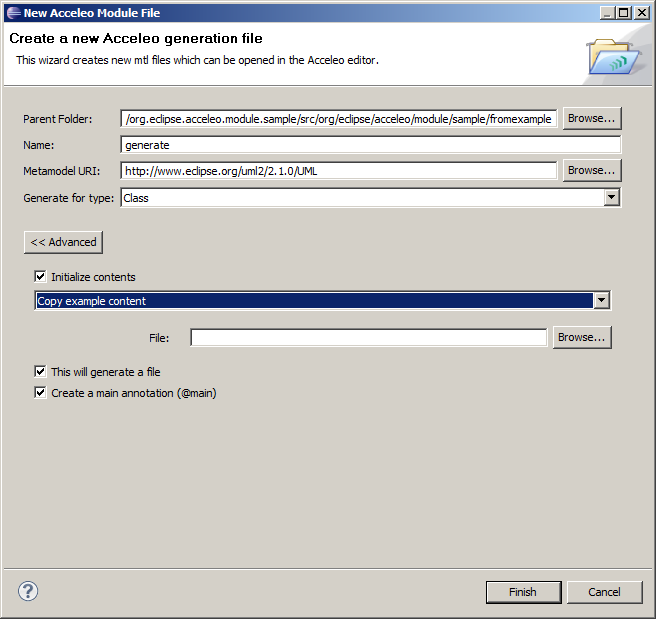 New Acceleo Module File
Create a new Acceleo generation file
This wizard creates new mtl files which can be opened in the Acceleo editor.
Parent Folder: /org.eclipse.acceleo.module.sample/src/org/eclipse/acceleo/module/sample/fromexample Browse...
Name: generate
Metamodel URI: http://www.eclipse.org/uml2/2.1.0/UML Browse...
Generate for type: Class
<< Advanced
Initialize contents
Copy example content
File: Browse...
This will generate a file
Create a main annotation (@main)
? Finish Cancel